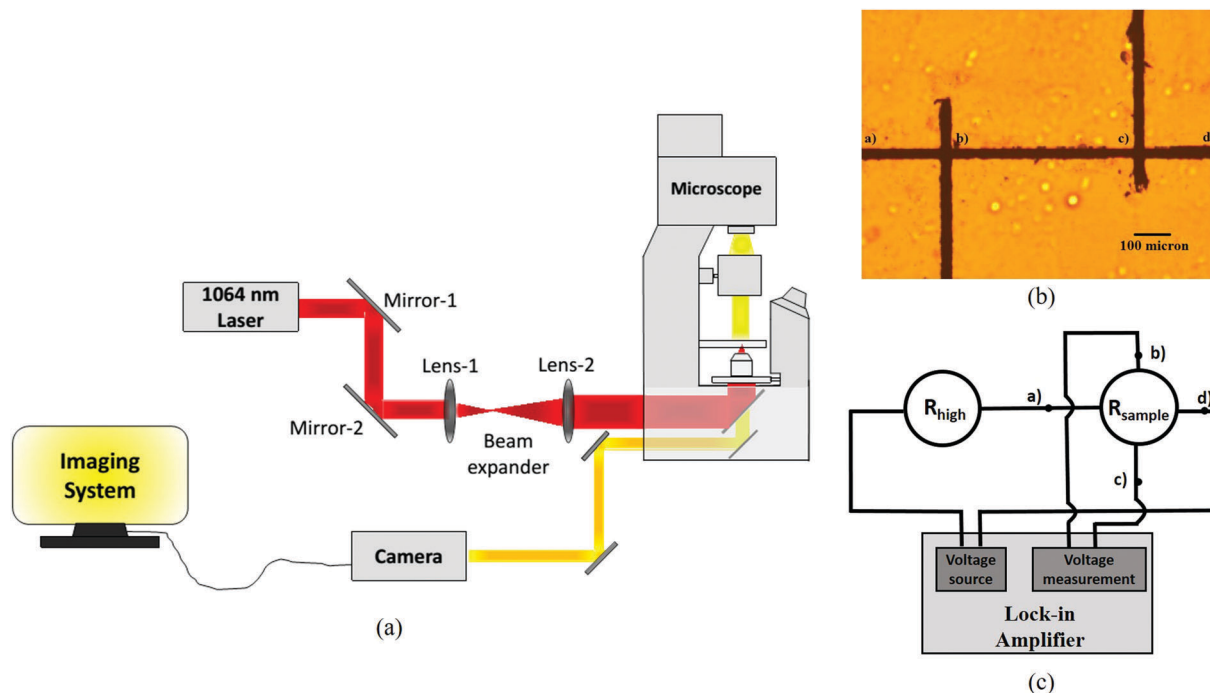 Microscope
1064 nm
Laser
Mirror-1
Mirror-2
Lens-1
Lens-2
Beam
expander
Imaging
System
Camera
(a)
a)
b)
c)
d
100 micron
(b)
R_high
a)
b)
R_sample
d)
c)
Voltage
source
Voltage
measurement
Lock-in
Amplifier
(c)